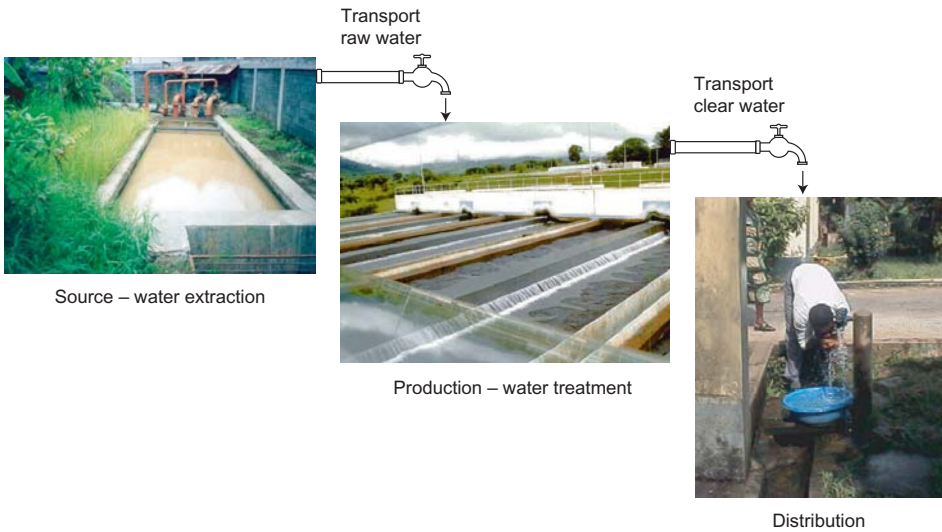 Transport
raw water
Transport
clear water
Source – water extraction
Production – water treatment
Distribution